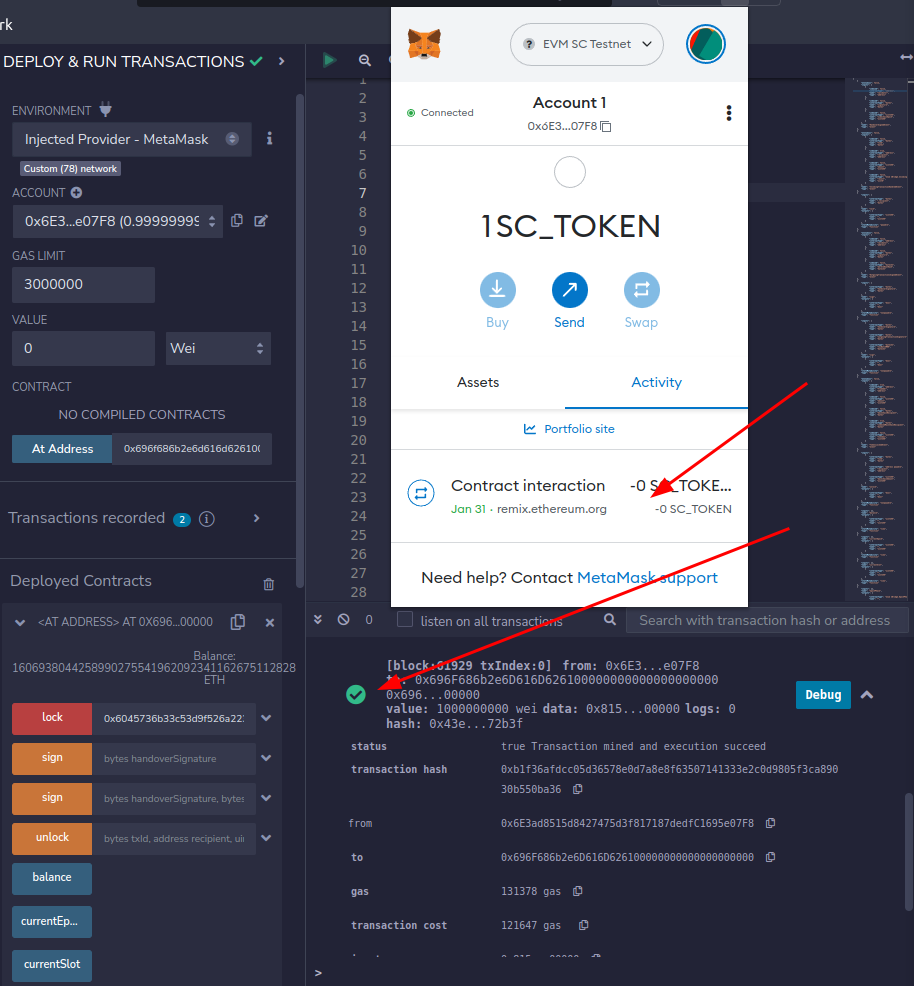 rk
DEPLOY & RUN TRANSACTIONS
ENVIRONMENT
Injected Provider - MetaMask
Custom (78) network
ACCOUNT
0x6E3...e07F8 (0.99999999
GAS LIMIT
3000000
VALUE
0
Wei
CONTRACT
NO COMPILED CONTRACTS
At Address
0x696f686b2e6d616d626100
Transactions recorded 2 i
Deployed Contracts
<AT ADDRESS> AT 0X696...00000
Balance:
16069380442589902755419620923411626751128 28
ETH
lock
0x6045736b33c53d9f526a22
sign
bytes handoverSignature
sign
bytes handoverSignature, bytes
unlock
bytes txId, address recipient, uin
balance
currentEp...
currentSlot
1
2
3
4
5
6
7
8
9
10
11
12
13
14
15
16
17
18
19
20
21
22
23
24
25
26
27
28
EVM SC Testnet
Connected
Account 1
0x6E3...07F8
1 SC_TOKEN
Buy
Send
Swap
Assets
Activity
Portfolio site
Contract interaction
-0 SC_TOKE...
Jan 31 · remix.ethereum.org
-0 SC_TOKEN
Need help? Contact MetaMask support
0
listen on all transactions
Search with transaction hash or address
[block:61929 txIndex:0] from: 0x6E3...e07F8
to: 0x696F686b2e6D616D626100000000000000000000
0x696...00000
value: 1000000000 wei data: 0x815...00000 logs: 0
hash: 0x43e...72b3f
Debug
status
true Transaction mined and execution succeed
transaction hash
0xb1f36afdcc05d36578e0d7a8e8f63507141333e2c0d9805f3ca890
30b550ba36
from
0x6E3ad8515d8427475d3f817187dedfC1695e07F8
to
0x696F686b2e6D616D626100000000000000000000
gas
131378 gas
transaction cost
121647 gas
>